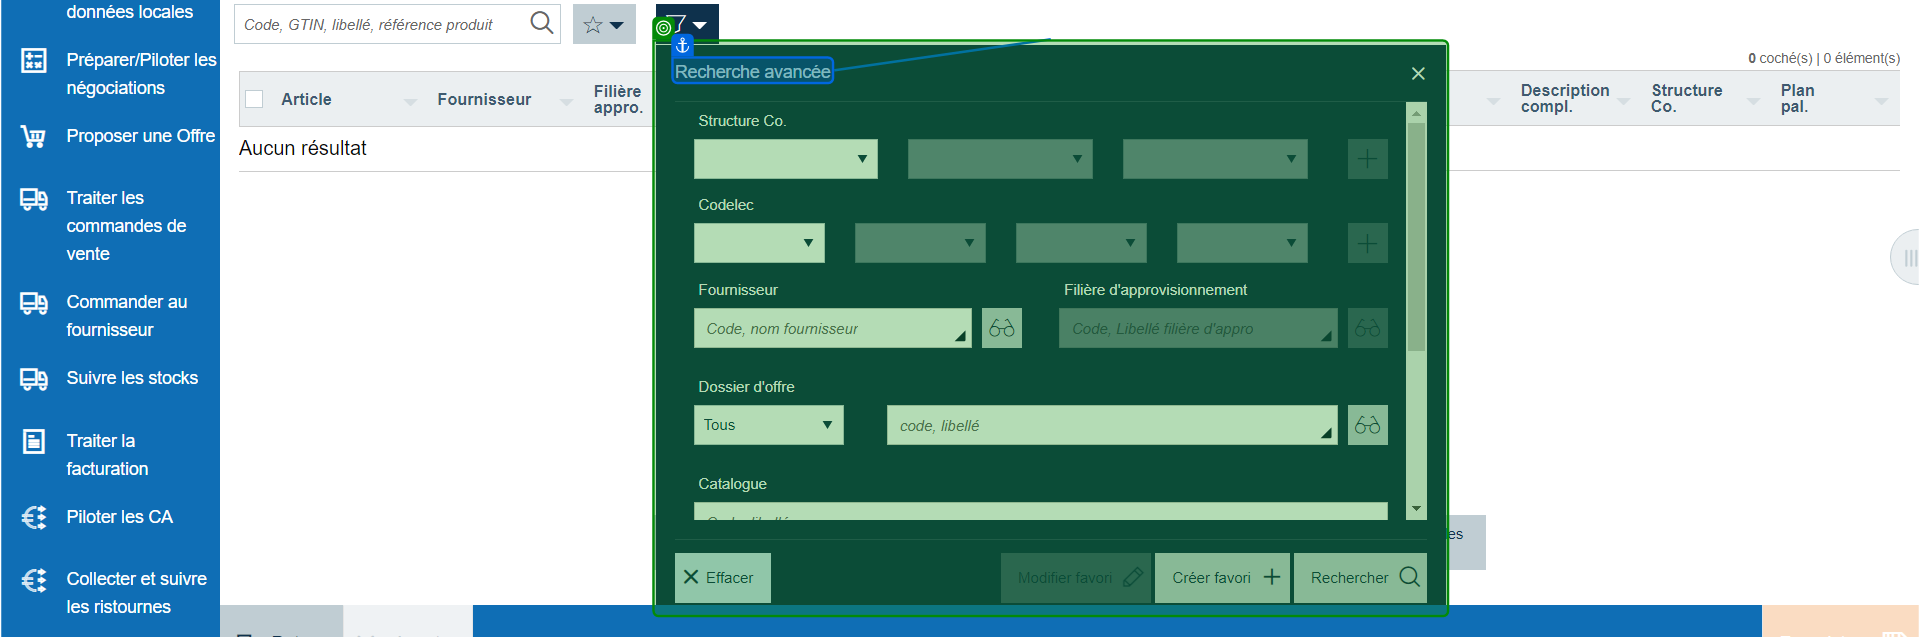 données locales
Préparer/Piloter les
négociations
Proposer une Offre
Traiter les
commandes de
vente
Commander au
fournisseur
Suivre les stocks
Traiter la
facturation
Piloter les CA
Collecter et suivre
les ristournes
Code, GTIN, libellé, référence produit
0 coché(s) | 0 élément(s)
Article
Fournisseur
Filière
appro.
Description
compl.
Structure
Co.
Plan
pal.
Aucun résultat
Recherche avancée
Structure Co.
Codelec
Fournisseur
Filière d'approvisionnement
Code, nom fournisseur
Code, Libellé filière d'appro
Dossier d'offre
Tous
code, libellé
Catalogue
Effacer
Modifier favori
Créer favori
Rechercher